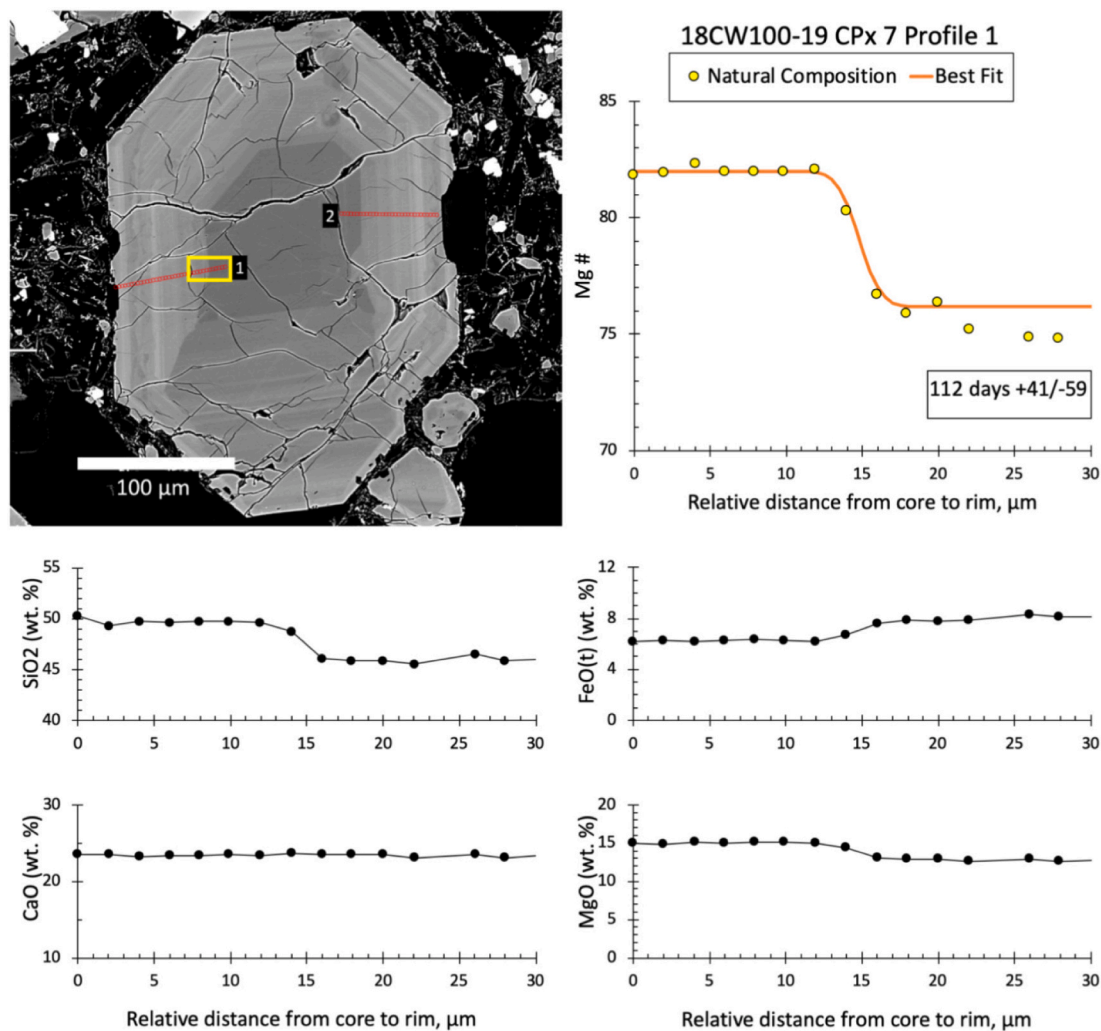 18CW100-19 CPx 7 Profile 1
Natural Composition
Best Fit
2
1
100 µm
85
80
75
70
Mg #
112 days +41/-59
0 5 10 15 20 25 30
Relative distance from core to rim, µm
55
50
45
40
SiO2 (wt. %)
0 5 10 15 20 25 30
12
8
4
0
FeO(t) (wt. %)
0 5 10 15 20 25 30
30
20
10
CaO (wt. %)
0 5 10 15 20 25 30
Relative distance from core to rim, µm
20
15
10
5
0
MgO (wt. %)
0 5 10 15 20 25 30
Relative distance from core to rim, µm